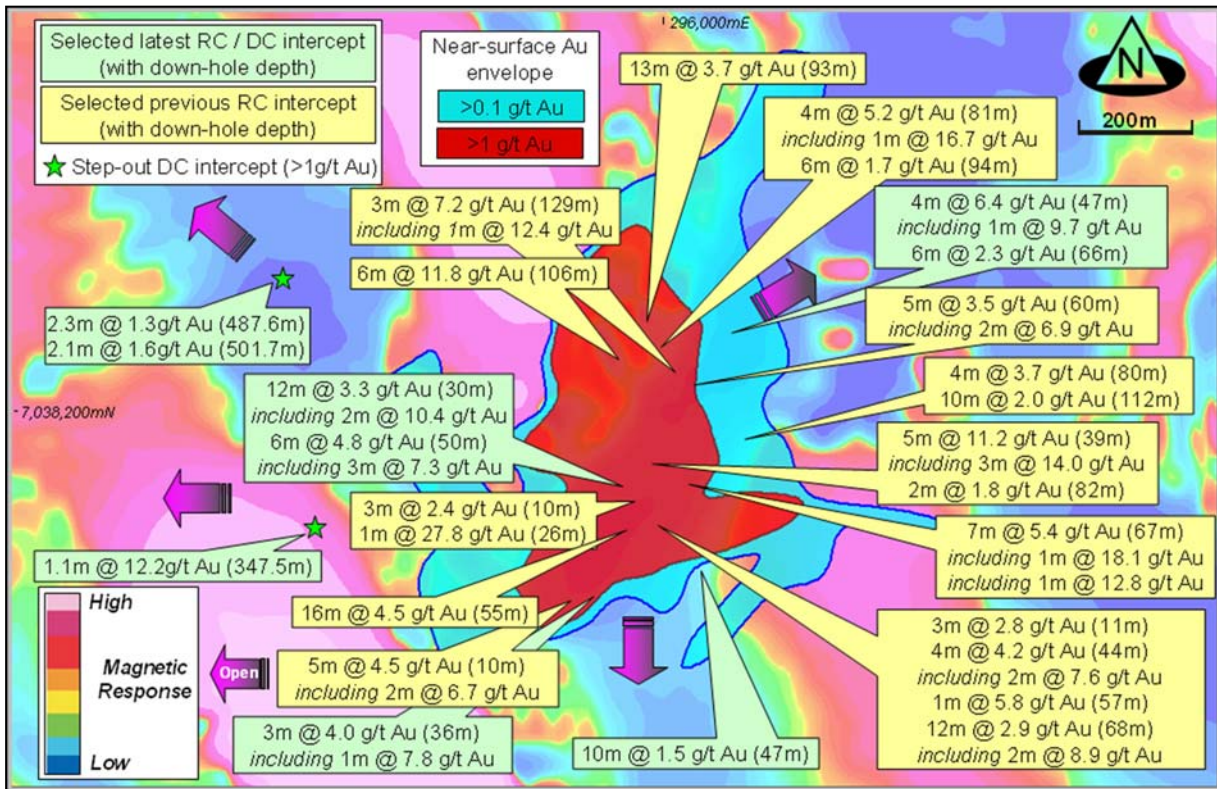 296,000mE
Selected latest RC / DC intercept
(with down-hole depth)
Selected previous RC intercept
(with down-hole depth)
Step-out DC intercept (>1g/t Au)
Near-surface Au
envelope
>0.1 g/t Au
>1 g/t Au
N
200m
13m @ 3.7 g/t Au (93m)
4m @ 5.2 g/t Au (81m)
including 1m @ 16.7 g/t Au
6m @ 1.7 g/t Au (94m)
3m @ 7.2 g/t Au (129m)
including 1m @ 12.4 g/t Au
4m @ 6.4 g/t Au (47m)
including 1m @ 9.7 g/t Au
6m @ 2.3 g/t Au (66m)
6m @ 11.8 g/t Au (106m)
2.3m @ 1.3g/t Au (487.6m)
2.1m @ 1.6g/t Au (501.7m)
5m @ 3.5 g/t Au (60m)
including 2m @ 6.9 g/t Au
4m @ 3.7 g/t Au (80m)
10m @ 2.0 g/t Au (112m)
7,038,200mN
12m @ 3.3 g/t Au (30m)
including 2m @ 10.4 g/t Au
6m @ 4.8 g/t Au (50m)
including 3m @ 7.3 g/t Au
5m @ 11.2 g/t Au (39m)
including 3m @ 14.0 g/t Au
2m @ 1.8 g/t Au (82m)
3m @ 2.4 g/t Au (10m)
1m @ 27.8 g/t Au (26m)
7m @ 5.4 g/t Au (67m)
including 1m @ 18.1 g/t Au
including 1m @ 12.8 g/t Au
1.1m @ 12.2g/t Au (347.5m)
16m @ 4.5 g/t Au (55m)
High
Magnetic
Response
Low
Open
5m @ 4.5 g/t Au (10m)
including 2m @ 6.7 g/t Au
3m @ 4.0 g/t Au (36m)
including 1m @ 7.8 g/t Au
10m @ 1.5 g/t Au (47m)
3m @ 2.8 g/t Au (11m)
4m @ 4.2 g/t Au (44m)
including 2m @ 7.6 g/t Au
1m @ 5.8 g/t Au (57m)
12m @ 2.9 g/t Au (68m)
including 2m @ 8.9 g/t Au